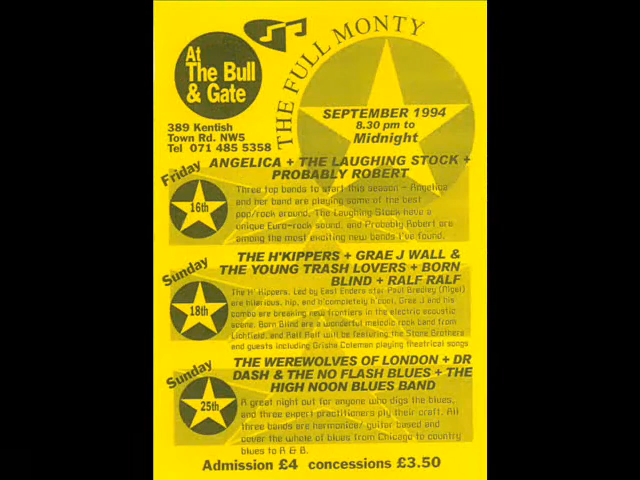 At
The Bull
& Gate
THE FULL MONTY
389 Kentish
Town Rd. NW5
Tel 071 485 5358
SEPTEMBER 1994
8.30 pm to
Midnight
Friday
16th
ANGELICA + THE LAUGHING STOCK +
PROBABLY ROBERT
Three top bands to start this season - Angelica
and her band are playing some of the best
pop/rock around. The Laughing Stock have a
unique Euro-rock sound, and Probably Robert are
among the most exciting new bands I've found.
Sunday
18th
THE H'KIPPERS + GRAE J WALL &
THE YOUNG TRASH LOVERS + BORN
BLIND + RALF RALF
The H' Kippers, Led by East Enders star Paul Bradley (Nigel)
are hilarious, hip, and h'completely h'cool. Grae J and his
combo are breaking new frontiers in the electric acoustic
scene. Born Blind are a wonderful melodic rock band from
Lichfield, and Ralf Ralf will be featuring the Stone Brothers
and guests including Grisha Coleman playing theatrical songs
Sunday
25th
THE WEREWOLVES OF LONDON + DR
DASH & THE NO FLASH BLUES + THE
HIGH NOON BLUES BAND
A great night out for anyone who digs the blues,
and three expert practitioners ply their craft. All
three bands are harmonica/ guitar based and
cover the whole of blues from Chicago to country
blues to R & B.
Admission £4 concessions £3.50